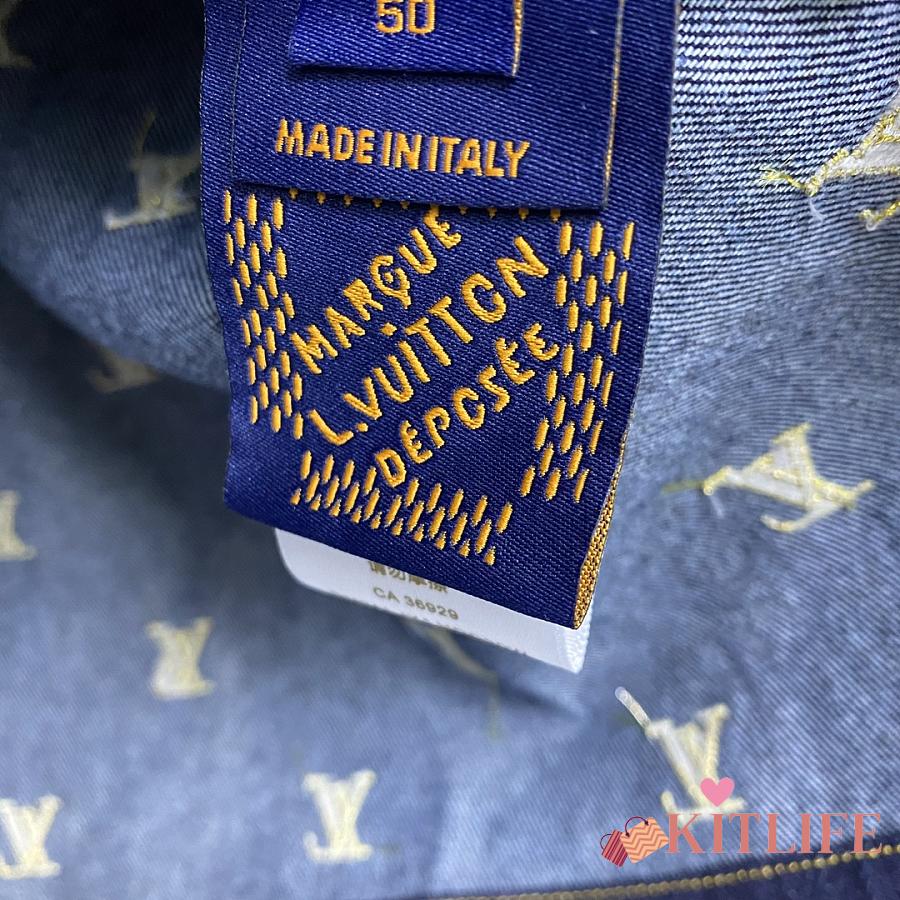 50
MADE IN ITALY
MARQUE
L.VUITTON
DÉPOSÉE
CA 36929
KITLIFE